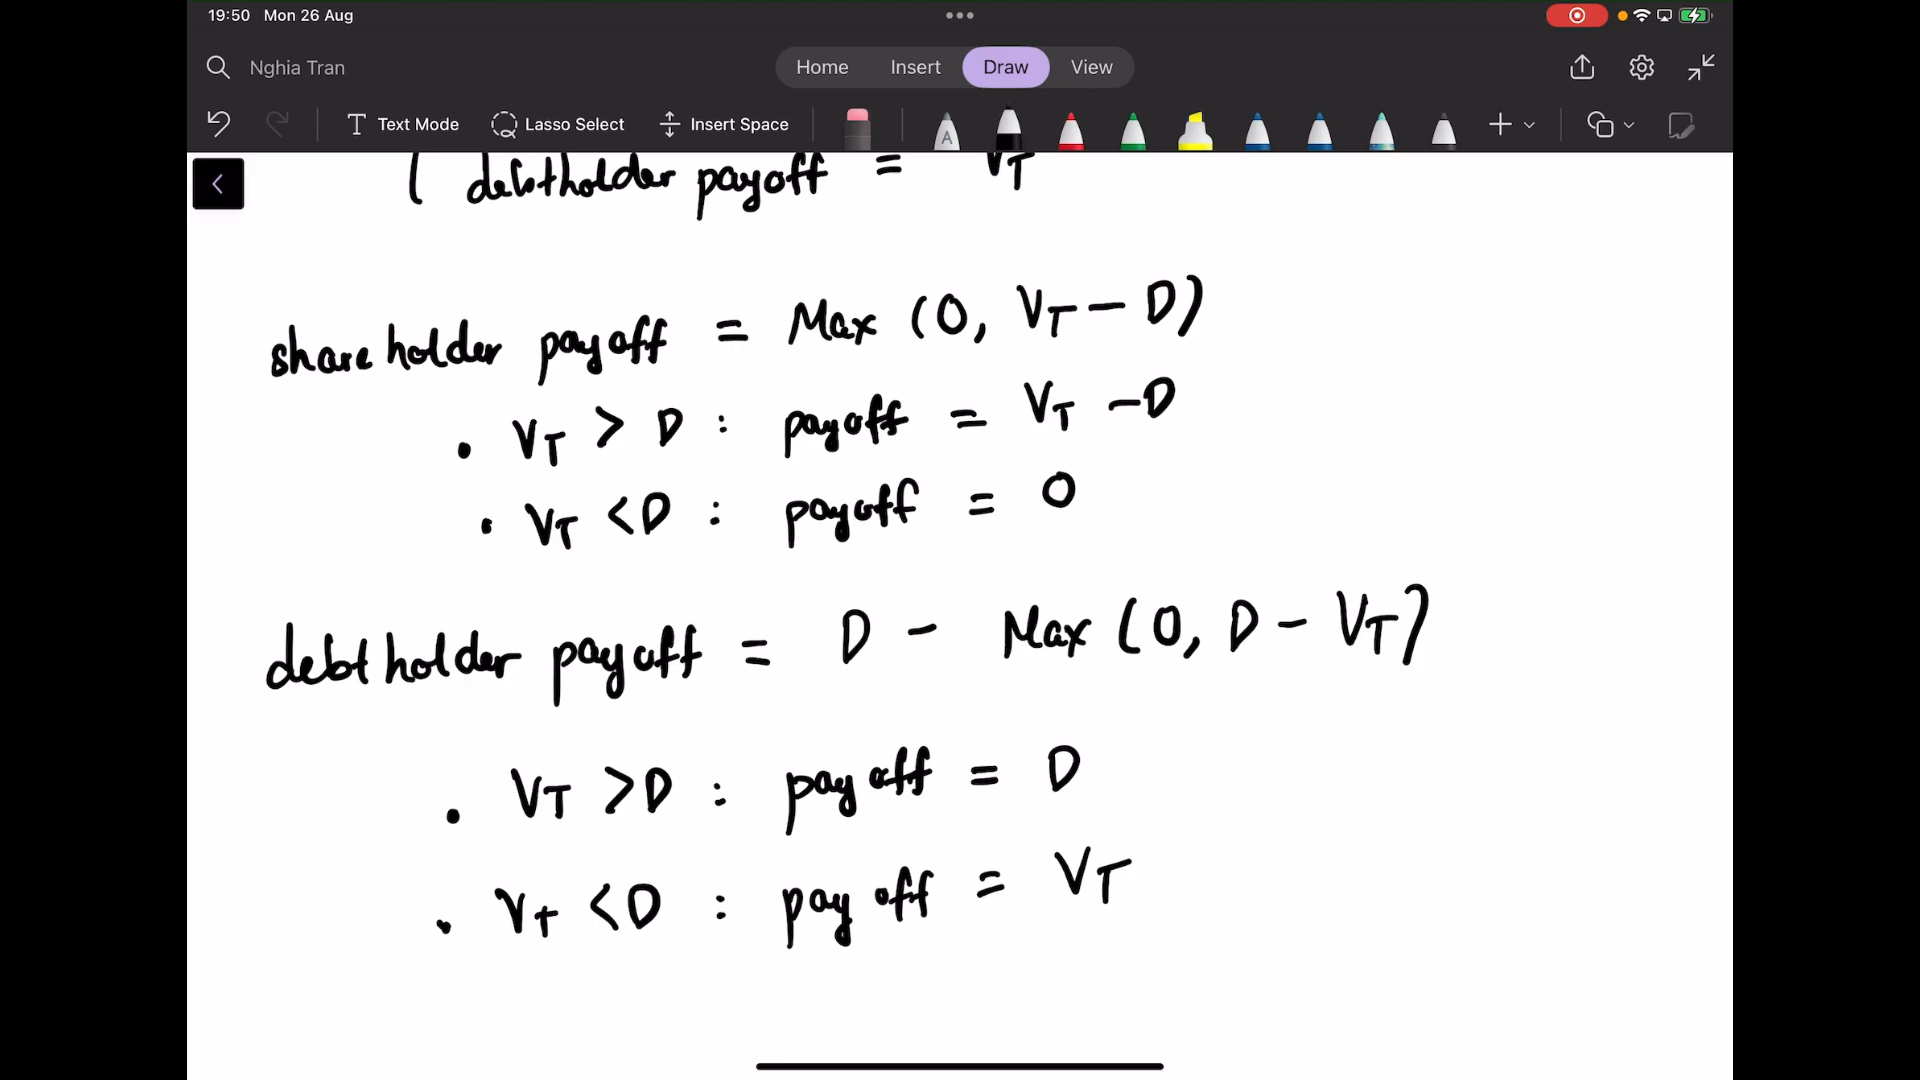 19:50 Mon 26 Aug
Nghia Tran
Home Insert Draw View
T Text Mode Lasso Select Insert Space A
( debtholder payoff = VT
shareholder payoff = Max (0, VT - D)
• VT > D : payoff = VT - D
• VT < D : payoff = 0
debtholder payoff = D - Max (0, D - VT)
• VT > D : payoff = D
• VT < D : payoff = VT